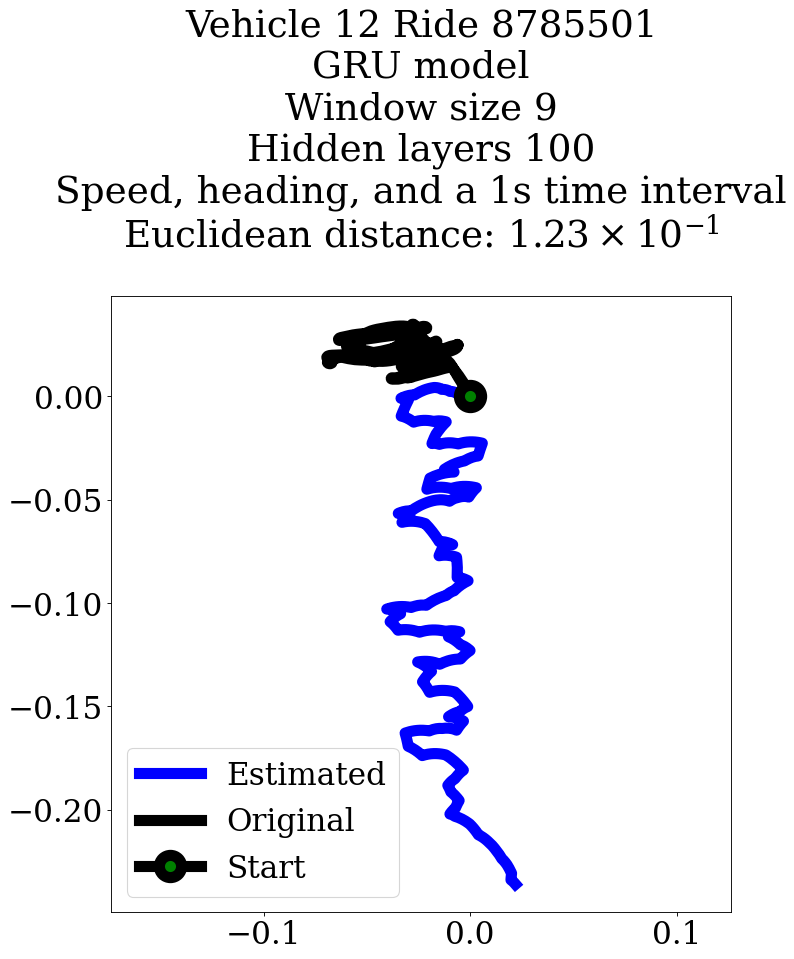 Vehicle 12 Ride 8785501
GRU model
Window size 9
Hidden layers 100
Speed, heading, and a 1s time interval
Euclidean distance: 1.23 × 10⁻¹
0.00
−0.05
−0.10
−0.15
−0.20
Estimated
Original
Start
−0.1
0.0
0.1